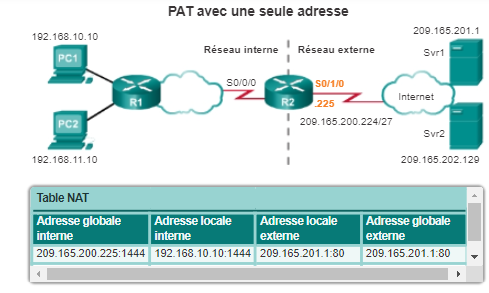 PAT avec une seule adresse
192.168.10.10
209.165.201.1
PC1
Réseau interne
Réseau externe
Svr1
S0/0/0
S0/1/0
R1
R2
.225
Internet
PC2
209.165.200.224/27
Svr2
192.168.11.10
209.165.202.129
Table NAT
Adresse globale interne
Adresse locale interne
Adresse locale externe
Adresse globale externe
209.165.200.225:1444
192.168.10.10:1444
209.165.201.1:80
209.165.201.1:80